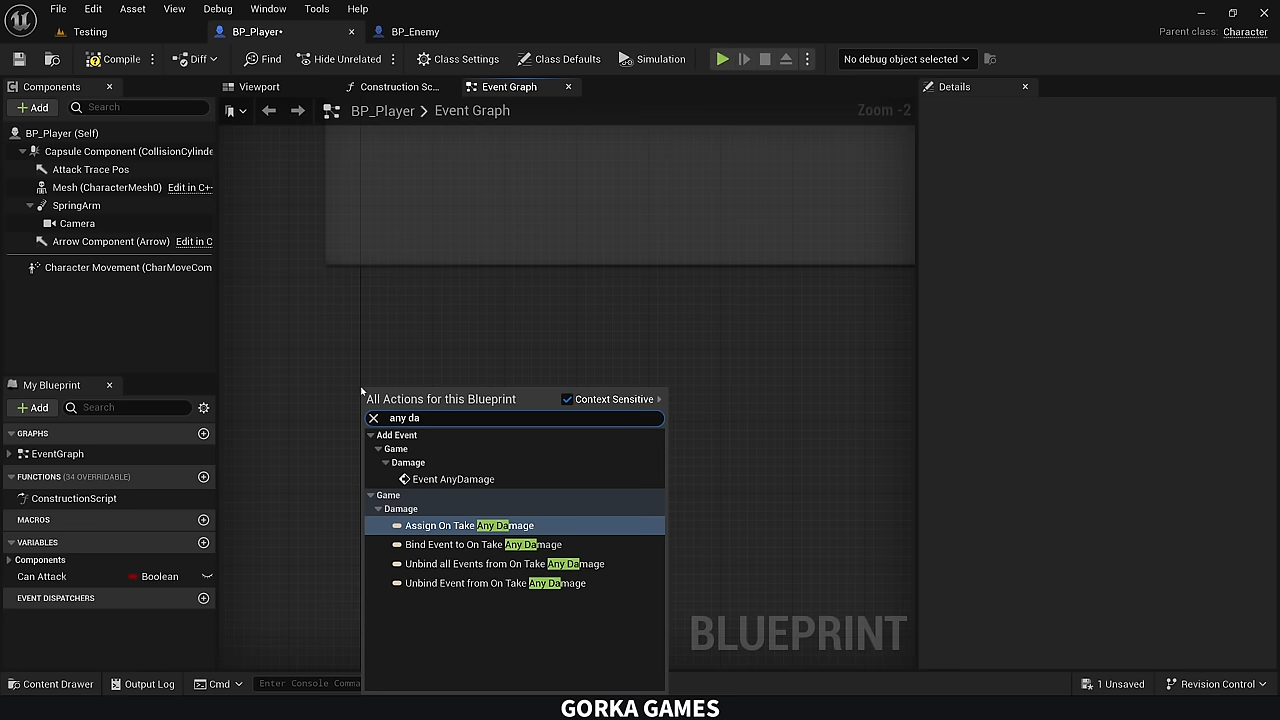 File Edit Asset View Debug Window Tools Help
Testing BP_Player• BP_Enemy Parent class: Character
Compile Diff Find Hide Unrelated Class Settings Class Defaults Simulation No debug object selected
Components Viewport Construction Sc... Event Graph Details
Add Search BP_Player Event Graph Zoom -2
BP_Player (Self)
Capsule Component (CollisionCylinde
Attack Trace Pos
Mesh (CharacterMesh0) Edit in C++
SpringArm
Camera
Arrow Component (Arrow) Edit in C
Character Movement (CharMoveCom
My Blueprint
Add Search
GRAPHS
EventGraph
FUNCTIONS (34 OVERRIDABLE)
ConstructionScript
MACROS
VARIABLES
Components
Can Attack Boolean
EVENT DISPATCHERS
All Actions for this Blueprint Context Sensitive
any da
Add Event
Game
Damage
Event AnyDamage
Game
Damage
Assign On Take Any Damage
Bind Event to On Take Any Damage
Unbind all Events from On Take Any Damage
Unbind Event from On Take Any Damage
BLUEPRINT
Content Drawer Output Log Cmd Enter Console Comma 1 Unsaved Revision Control
GORKA GAMES